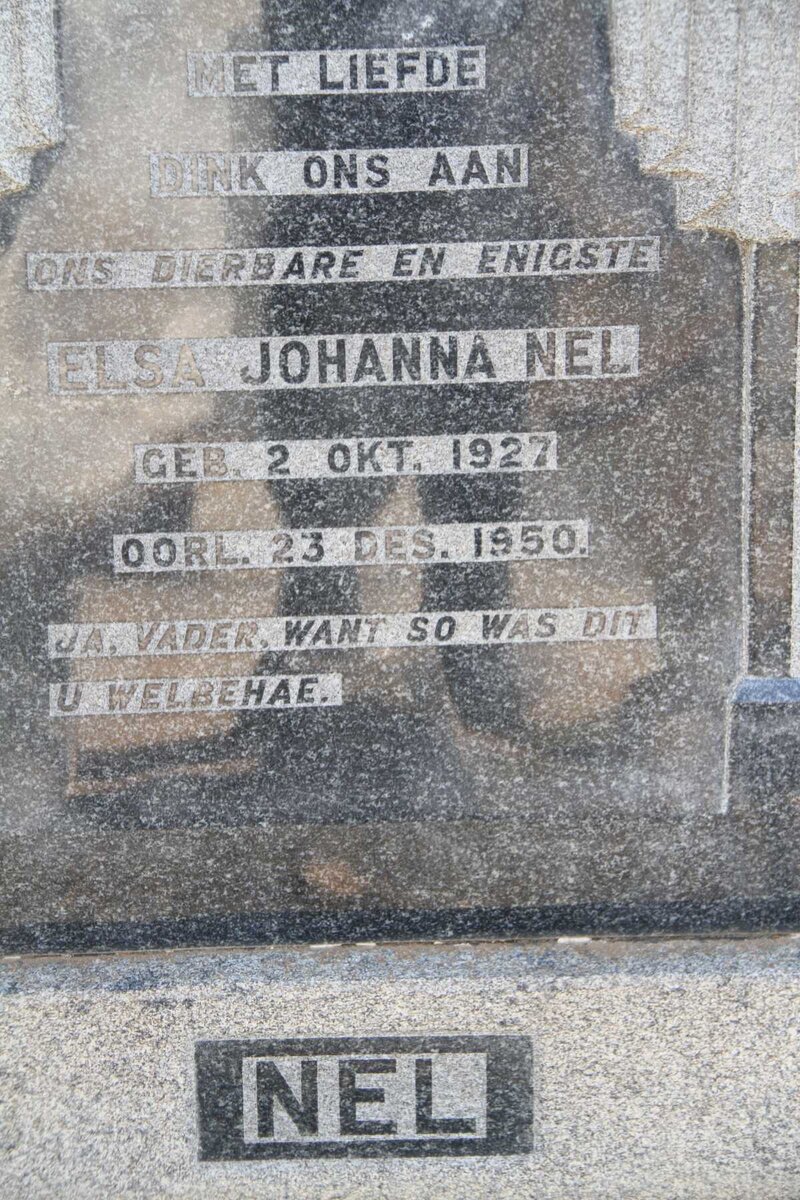 MET LIEFDE
DINK ONS AAN
ONS DIERBARE EN ENIGSTE
ELSA JOHANNA NEL
GEB. 2 OKT. 1927
OORL. 23 DES. 1950.
JA, VADER, WANT SO WAS DIT
U WELBEHAE.
NEL